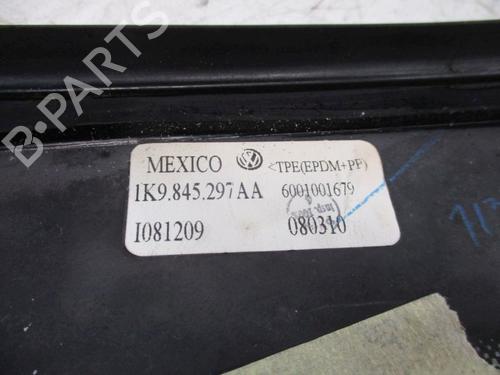 MEXICO <TPE(EPDM+PP)
1K9.845.297AA 6001001679
I081209 080310
B-PARTS